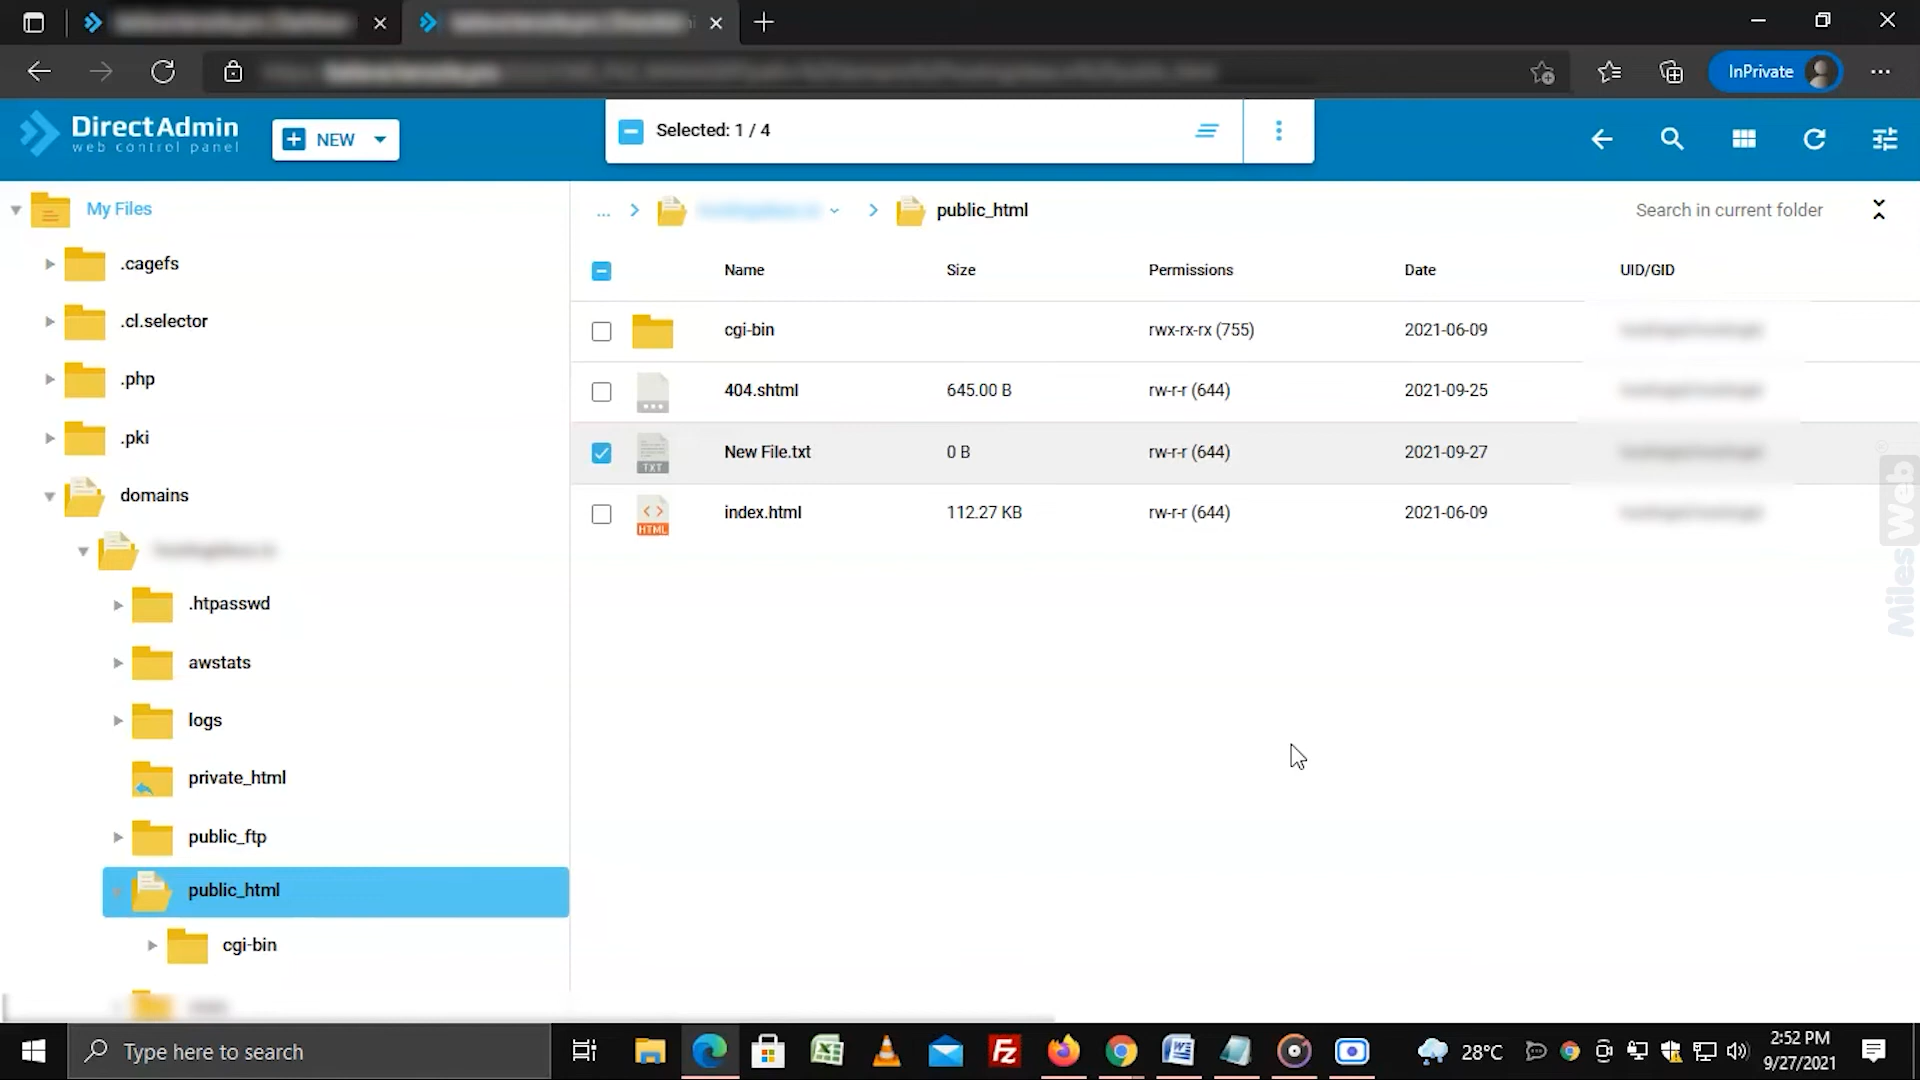 InPrivate
DirectAdmin
web control panel
NEW
Selected: 1 / 4
My Files
.cagefs
.cl.selector
.php
.pki
domains
.htpasswd
awstats
logs
private_html
public_ftp
public_html
cgi-bin
...
public_html
Search in current folder
Name Size Permissions Date UID/GID
cgi-bin rwx-rx-rx (755) 2021-06-09
404.shtml 645.00 B rw-r-r (644) 2021-09-25
TXT New File.txt 0 B rw-r-r (644) 2021-09-27
HTML index.html 112.27 KB rw-r-r (644) 2021-06-09
MilesWeb
Type here to search
28°C
2:52 PM
9/27/2021